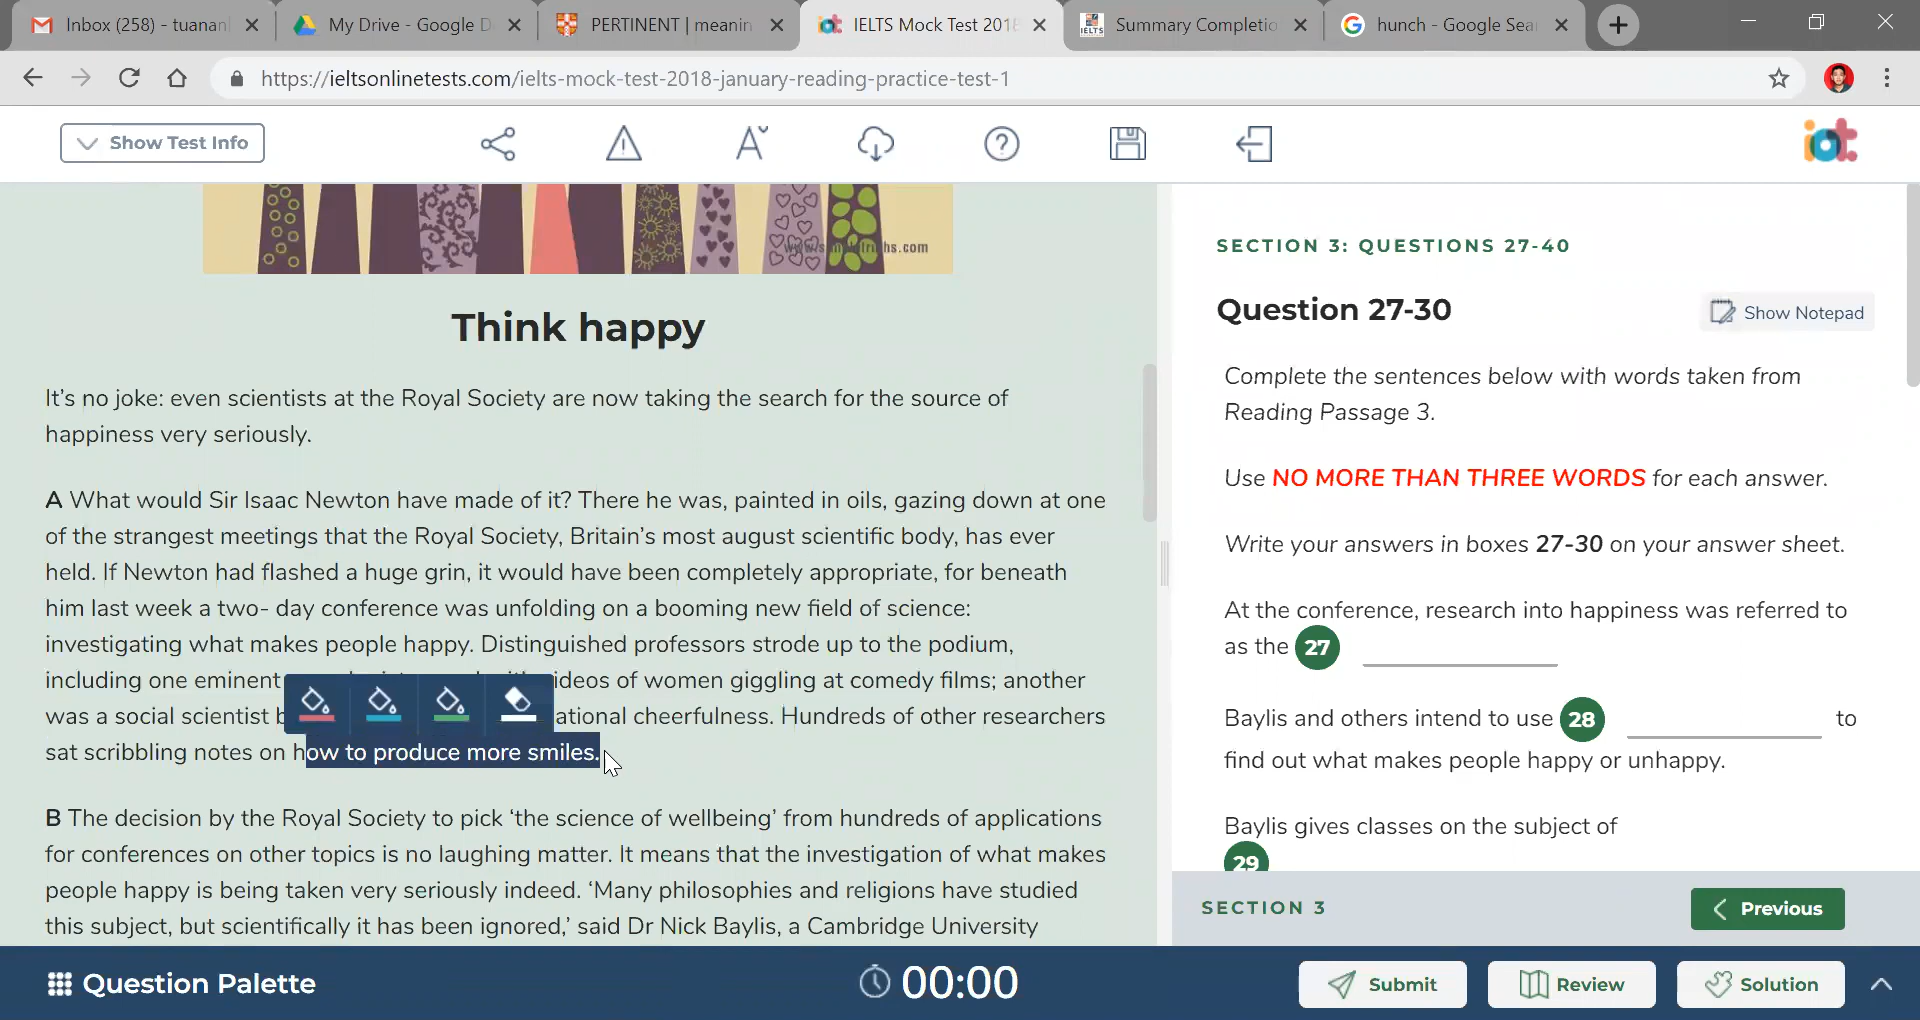 Inbox (258) - tuanan
My Drive - Google D
PERTINENT | meanin
IELTS Mock Test 2018
Summary Completio
hunch - Google Sea
https://ieltsonlinetests.com/ielts-mock-test-2018-january-reading-practice-test-1
Show Test Info
iot
Think happy
It's no joke: even scientists at the Royal Society are now taking the search for the source of
happiness very seriously.
A What would Sir Isaac Newton have made of it? There he was, painted in oils, gazing down at one
of the strangest meetings that the Royal Society, Britain's most august scientific body, has ever
held. If Newton had flashed a huge grin, it would have been completely appropriate, for beneath
him last week a two- day conference was unfolding on a booming new field of science:
investigating what makes people happy. Distinguished professors strode up to the podium,
including one eminent ideos of women giggling at comedy films; another
was a social scientist b ational cheerfulness. Hundreds of other researchers
sat scribbling notes on how to produce more smiles.
B The decision by the Royal Society to pick 'the science of wellbeing' from hundreds of applications
for conferences on other topics is no laughing matter. It means that the investigation of what makes
people happy is being taken very seriously indeed. 'Many philosophies and religions have studied
this subject, but scientifically it has been ignored,' said Dr Nick Baylis, a Cambridge University
SECTION 3: QUESTIONS 27-40
Question 27-30
Show Notepad
Complete the sentences below with words taken from
Reading Passage 3.
Use NO MORE THAN THREE WORDS for each answer.
Write your answers in boxes 27-30 on your answer sheet.
At the conference, research into happiness was referred to
as the 27
Baylis and others intend to use 28 to
find out what makes people happy or unhappy.
Baylis gives classes on the subject of
29
SECTION 3
Previous
Question Palette
00:00
Submit
Review
Solution